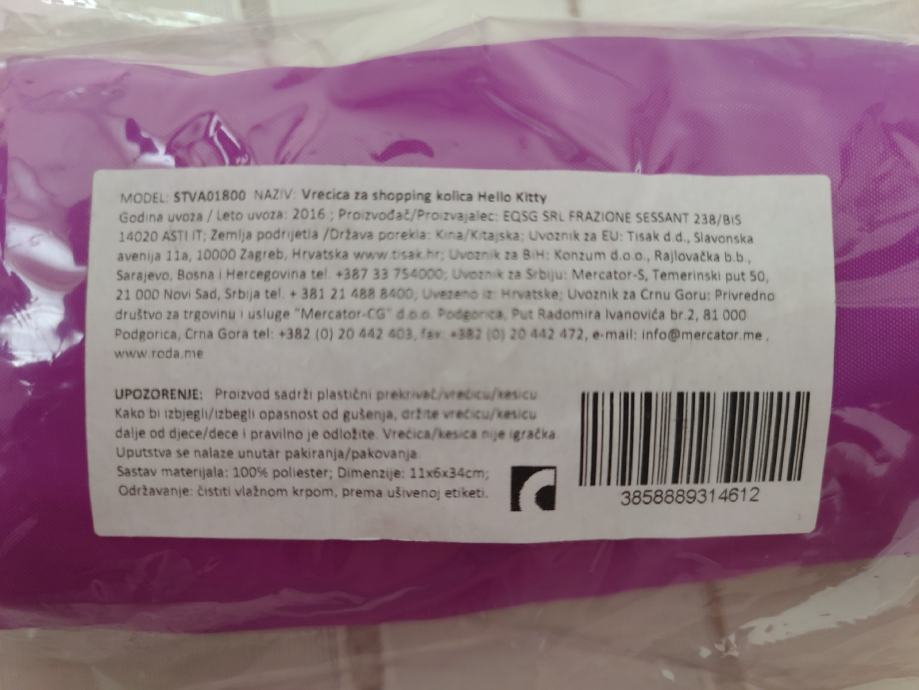 MODEL: STVA01800 NAZIV: Vrecica za shopping kolica Hello Kitty
Godina uvoza / Leto uvoza: 2016 ; Proizvođač/Proizvajalec: EQSG SRL FRAZIONE SESSANT 238/BIS
14020 ASTI IT; Zemlja podrijetla /Država porekla: Kina/Kitajska; Uvoznik za EU: Tisak d.d., Slavonska
avenija 11a, 10000 Zagreb, Hrvatska www.tisak.hr; Uvoznik za BiH: Konzum d.o.o., Rajlovačka b.b.,
Sarajevo, Bosna i Hercegovina tel. +387 33 754000; Uvoznik za Srbiju: Mercator-S, Temerinski put 50,
21 000 Novi Sad, Srbija tel. + 381 21 488 8400; Uvezeno iz: Hrvatske; Uvoznik za Crnu Goru: Privredno
društvo za trgovinu i usluge "Mercator-CG" d.o.o. Podgorica, Put Radomira Ivanovića br.2, 81 000
Podgorica, Crna Gora tel: +382 (0) 20 442 403, fax: +382 (0) 20 442 472, e-mail: info@mercator.me ,
www.roda.me
UPOZORENJE: Proizvod sadrži plastični prekrivač/vrećicu/kesicu
Kako bi izbjegli/izbegli opasnost od gušenja, držite vrećicu/kesicu
dalje od djece/dece i pravilno je odložite. Vrećica/kesica nije igračka
Uputstva se nalaze unutar pakiranja/pakovanja
Sastav materijala: 100% poliester; Dimenzije: 11x6x34cm;
Održavanje: čistiti vlažnom krpom, prema ušivenoj etiketi.
3858889314612